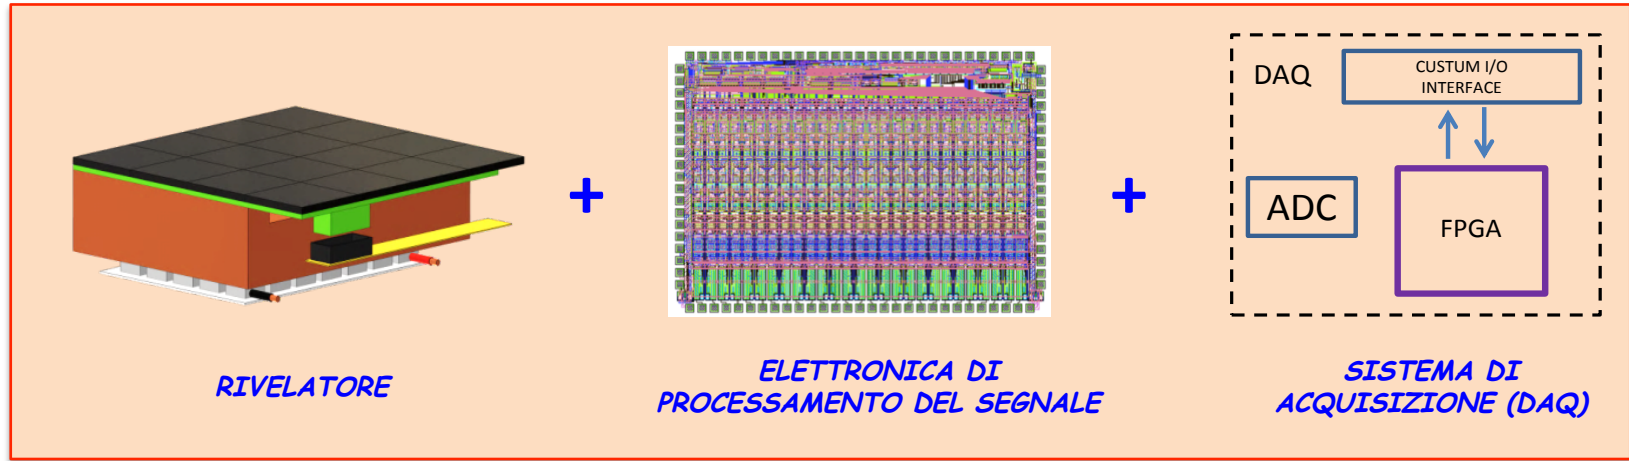 DAQ
CUSTUM I/O
INTERFACE
ADC
FPGA
+
+
RIVELATORE
ELETTRONICA DI
PROCESSAMENTO DEL SEGNALE
SISTEMA DI
ACQUISIZIONE (DAQ)